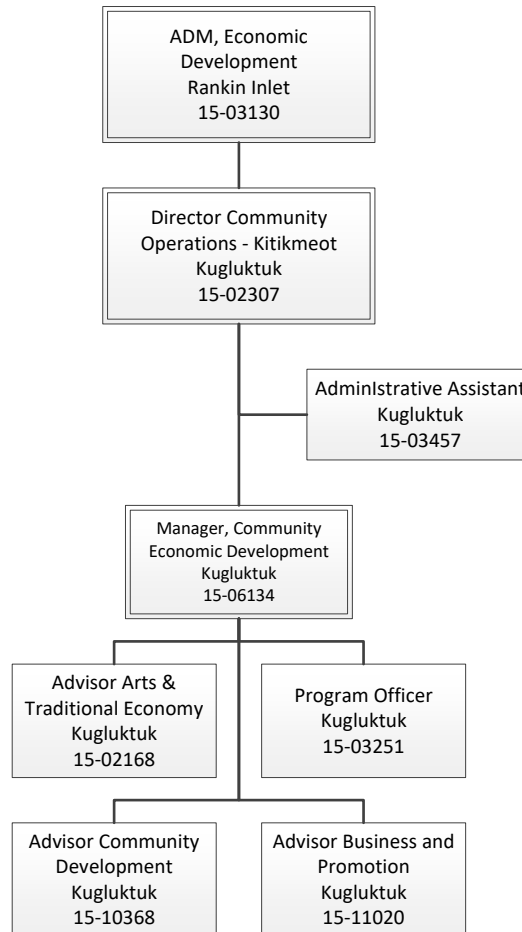 ADM, Economic
Development
Rankin Inlet
15-03130
Director Community
Operations - Kitikmeot
Kugluktuk
15-02307
AdminIstrative Assistant
Kugluktuk
15-03457
Manager, Community
Economic Development
Kugluktuk
15-06134
Advisor Arts &
Traditional Economy
Kugluktuk
15-02168
Program Officer
Kugluktuk
15-03251
Advisor Community
Development
Kugluktuk
15-10368
Advisor Business and
Promotion
Kugluktuk
15-11020